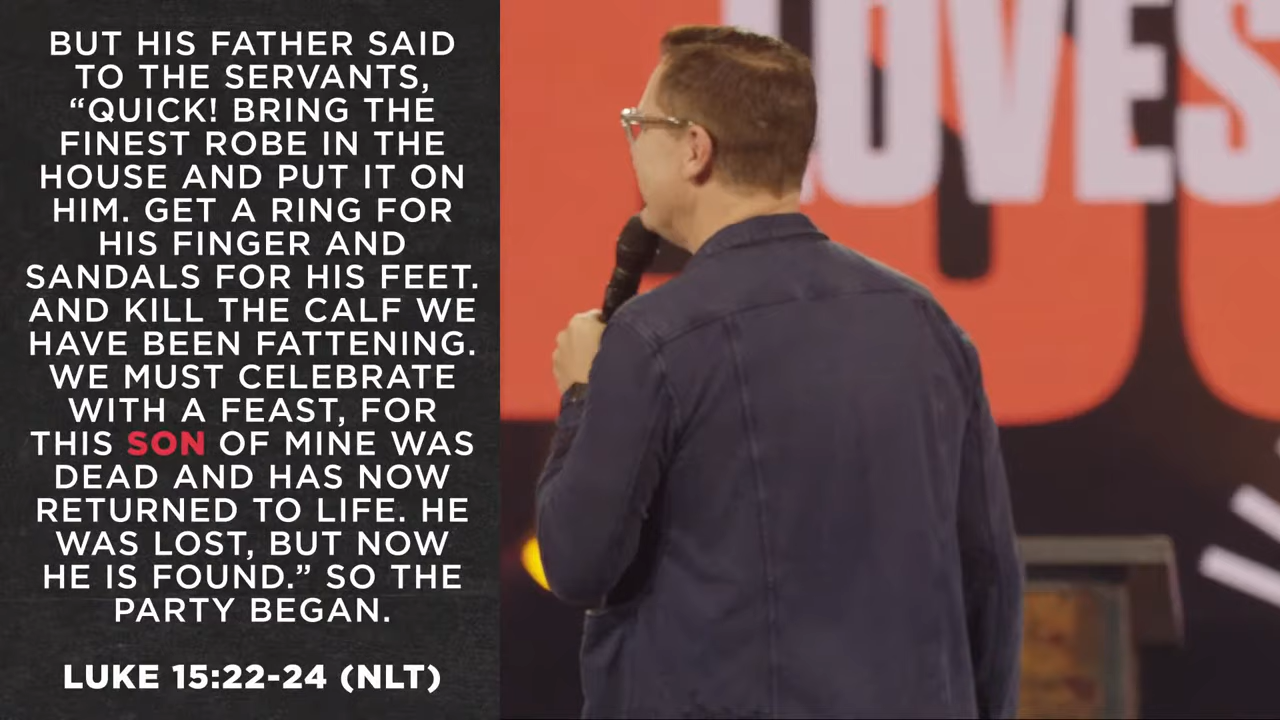 BUT HIS FATHER SAID
TO THE SERVANTS,
“QUICK! BRING THE
FINEST ROBE IN THE
HOUSE AND PUT IT ON
HIM. GET A RING FOR
HIS FINGER AND
SANDALS FOR HIS FEET.
AND KILL THE CALF WE
HAVE BEEN FATTENING.
WE MUST CELEBRATE
WITH A FEAST, FOR
THIS SON OF MINE WAS
DEAD AND HAS NOW
RETURNED TO LIFE. HE
WAS LOST, BUT NOW
HE IS FOUND.” SO THE
PARTY BEGAN.
LUKE 15:22-24 (NLT)
LOVES